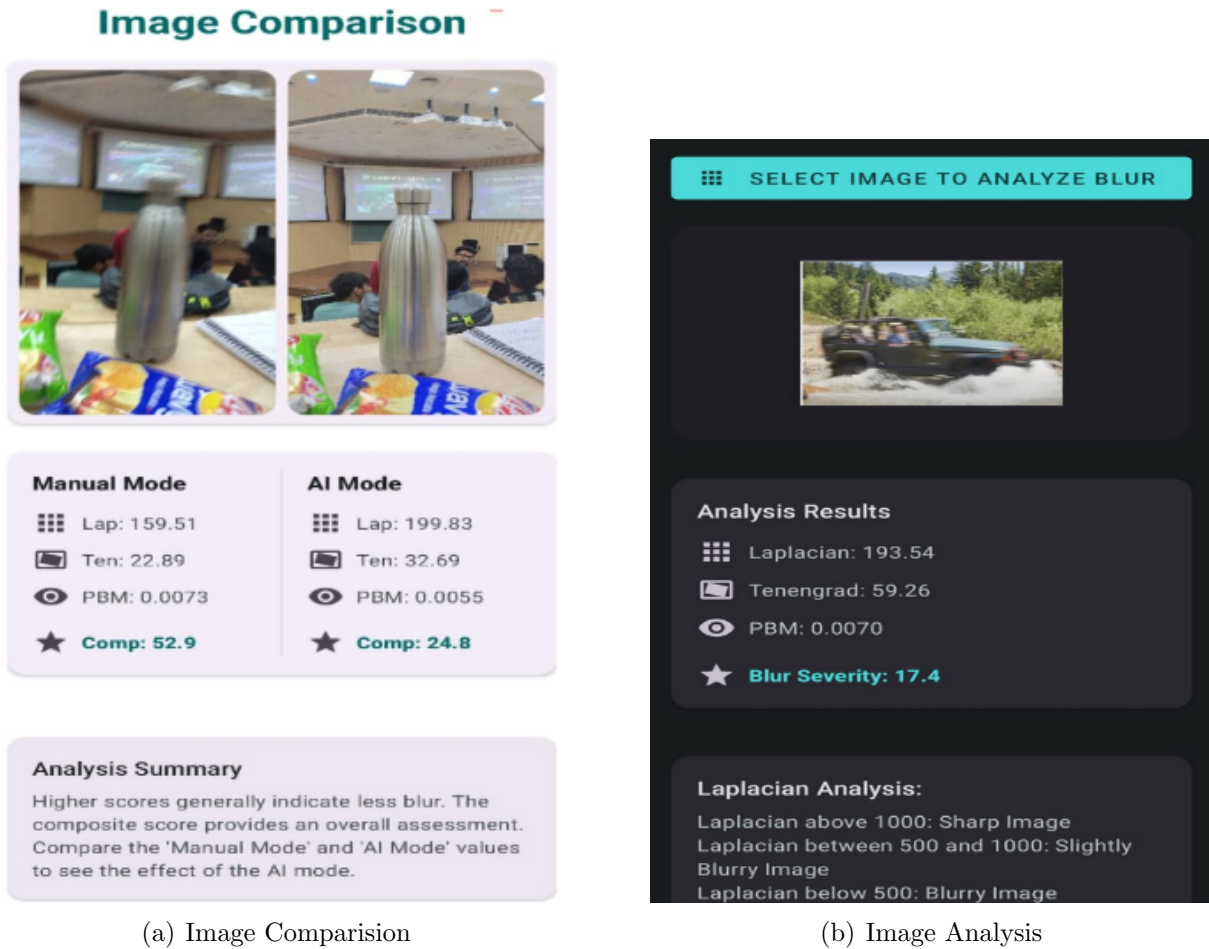 Image Comparison
Manual Mode
Lap: 159.51
Ten: 22.89
PBM: 0.0073
Comp: 52.9
AI Mode
Lap: 199.83
Ten: 32.69
PBM: 0.0055
Comp: 24.8
Analysis Summary
Higher scores generally indicate less blur. The
composite score provides an overall assessment.
Compare the 'Manual Mode' and 'AI Mode' values
to see the effect of the AI mode.
(a) Image Comparision
SELECT IMAGE TO ANALYZE BLUR
Analysis Results
Laplacian: 193.54
Tenengrad: 59.26
PBM: 0.0070
Blur Severity: 17.4
Laplacian Analysis:
Laplacian above 1000: Sharp Image
Laplacian between 500 and 1000: Slightly
Blurry Image
Laplacian below 500: Blurry Image
(b) Image Analysis